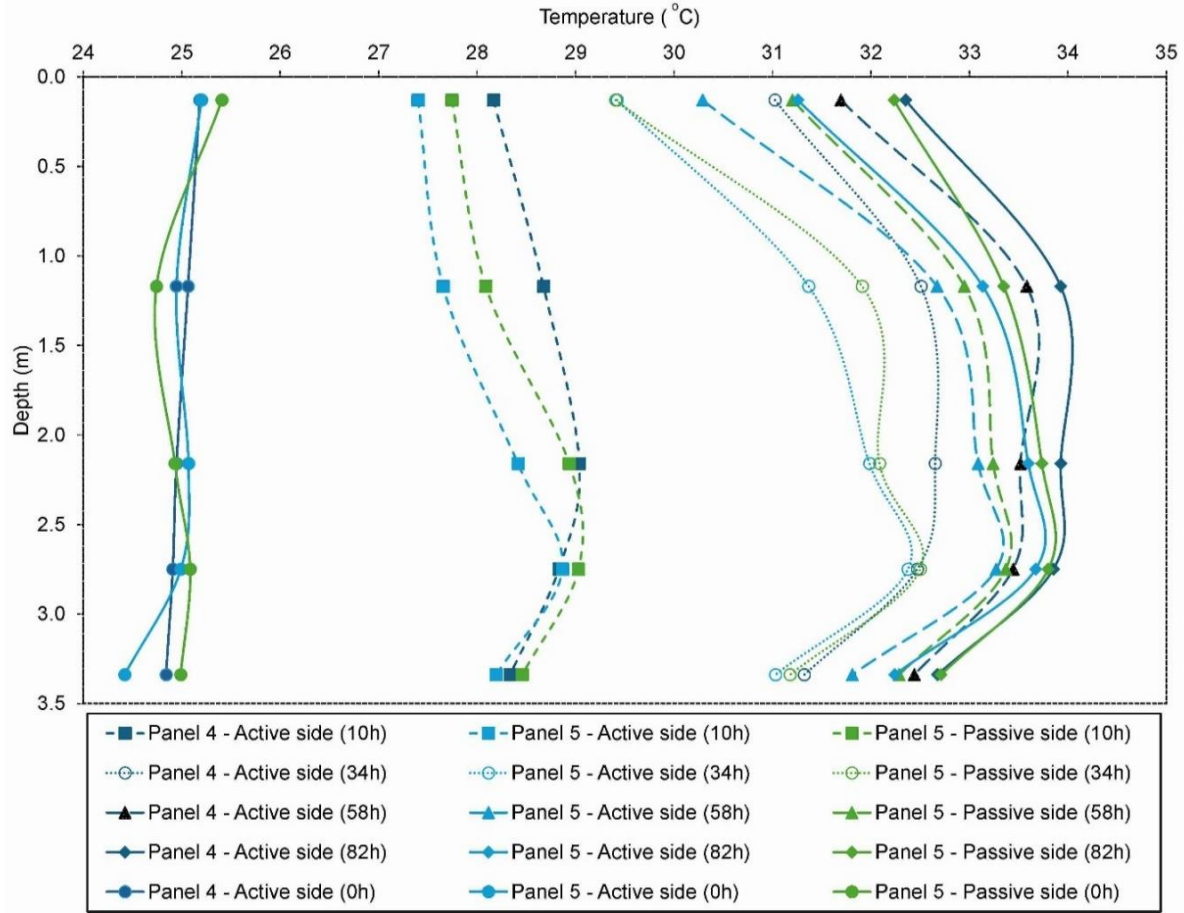 Temperature ( °C)
24 25 26 27 28 29 30 31 32 33 34 35
0.0
0.5
1.0
1.5
2.0
2.5
3.0
3.5
Depth (m)
Panel 4 - Active side (10h) Panel 5 - Active side (10h) Panel 5 - Passive side (10h)
Panel 4 - Active side (34h) Panel 5 - Active side (34h) Panel 5 - Passive side (34h)
Panel 4 - Active side (58h) Panel 5 - Active side (58h) Panel 5 - Passive side (58h)
Panel 4 - Active side (82h) Panel 5 - Active side (82h) Panel 5 - Passive side (82h)
Panel 4 - Active side (0h) Panel 5 - Active side (0h) Panel 5 - Passive side (0h)